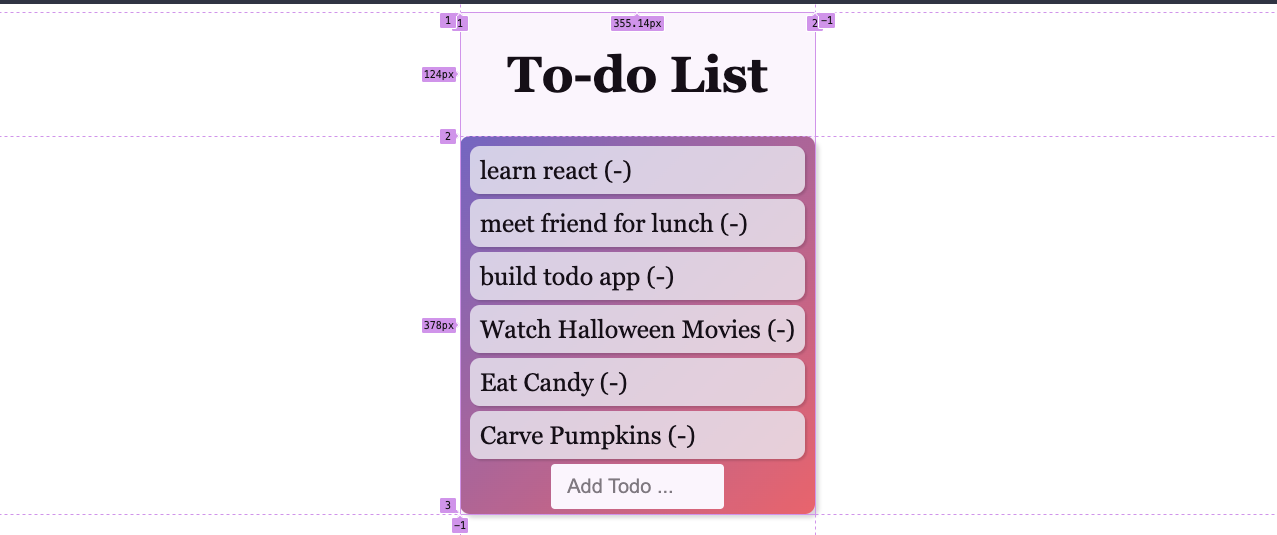 1 1 355.14px 2 −1
124px
To-do List
2
learn react (-)
meet friend for lunch (-)
build todo app (-)
378px
Watch Halloween Movies (-)
Eat Candy (-)
Carve Pumpkins (-)
Add Todo ...
3
−1